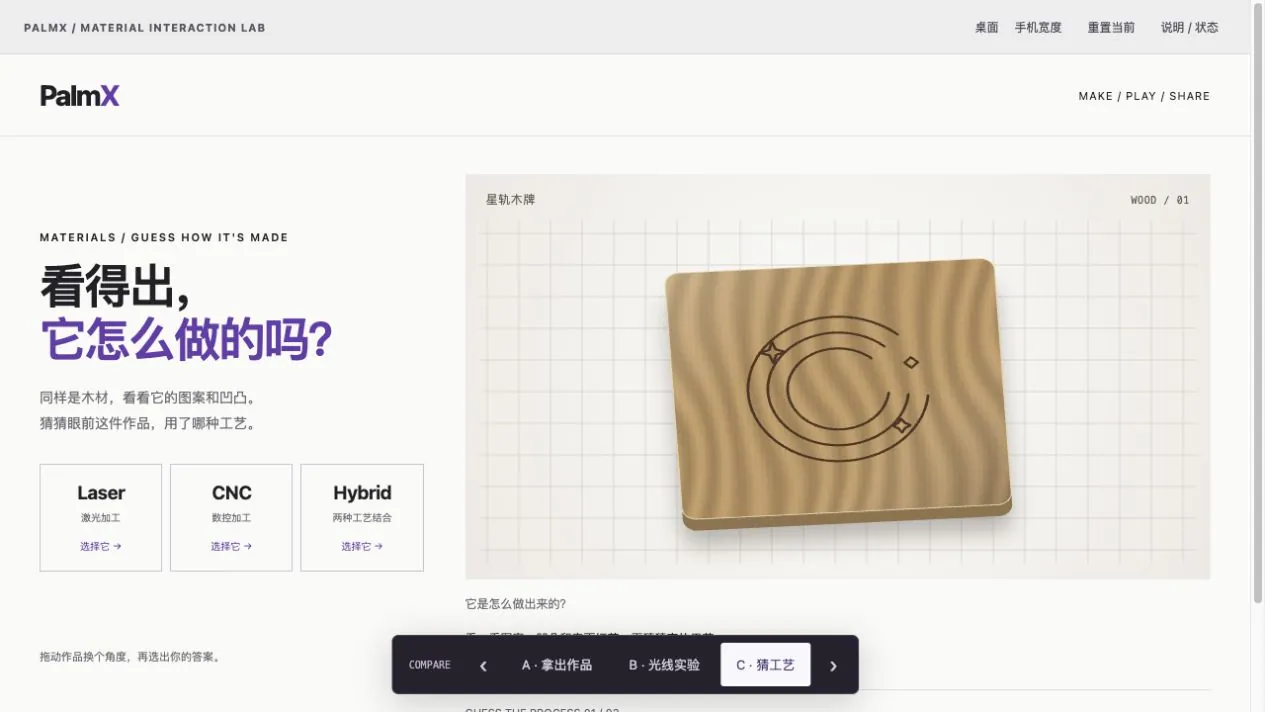 PALMX / MATERIAL INTERACTION LAB
桌面 手机宽度 重置当前 说明 / 状态
PalmX
MAKE / PLAY / SHARE
MATERIALS / GUESS HOW IT'S MADE
看得出，
它怎么做的吗?
同样是木材，看看它的图案和凹凸。
猜猜眼前这件作品，用了哪种工艺。
Laser
激光加工
选择它 →
CNC
数控加工
选择它 →
Hybrid
两种工艺结合
选择它 →
拖动作品换个角度，再选出你的答案。
星轨木牌
WOOD / 01
它是怎么做出来的?
COMPARE ‹ A · 拿出作品 B · 光线实验 C · 猜工艺 ›
GUESS THE PROCESS 01 / 03